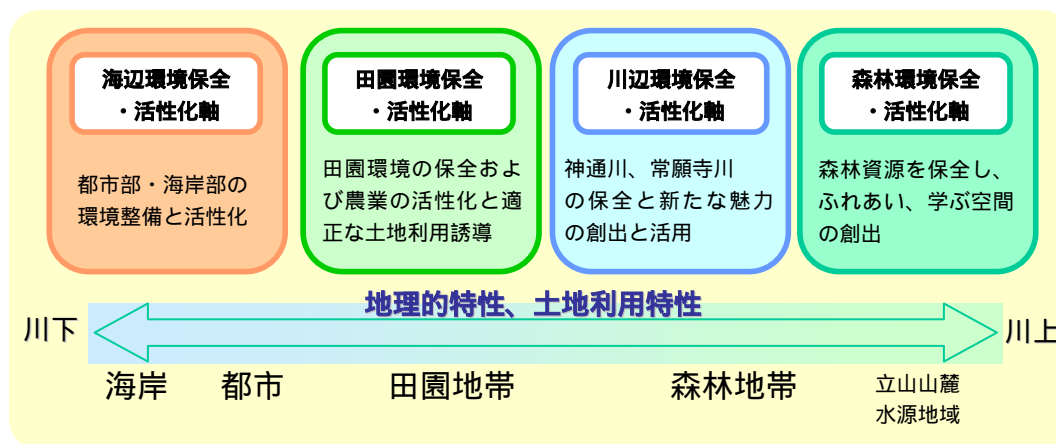 海辺環境保全
・活性化軸
都市部・海岸部の
環境整備と活性化
田園環境保全
・活性化軸
田園環境の保全およ
び農業の活性化と適
正な土地利用誘導
川辺環境保全
・活性化軸
神通川、常願寺川
の保全と新たな魅力
の創出と活用
森林環境保全
・活性化軸
森林資源を保全し、
ふれあい、学ぶ空間
の創出
地理的特性、土地利用特性
川下
川上
海岸
都市
田園地帯
森林地帯
立山山麓
水源地域